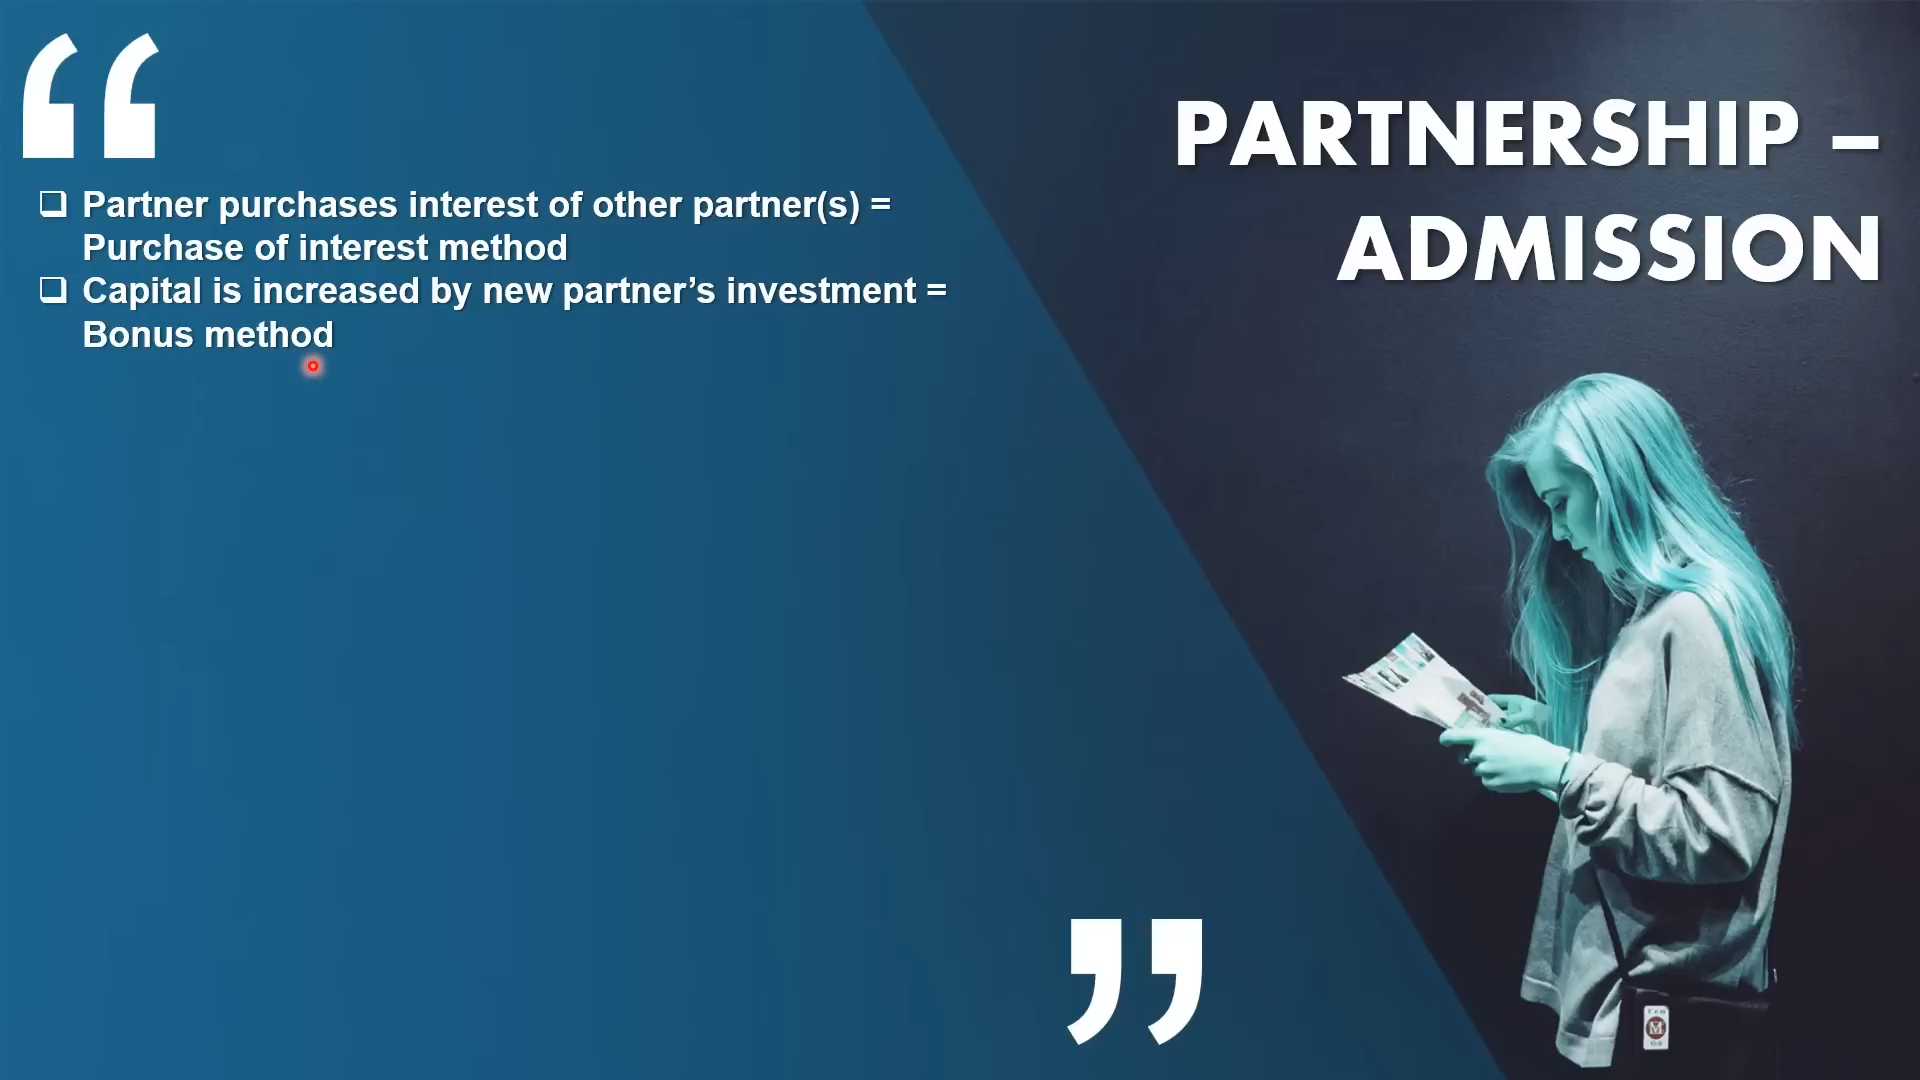 PARTNERSHIP –
ADMISSION
❑ Partner purchases interest of other partner(s) =
Purchase of interest method
❑ Capital is increased by new partner’s investment =
Bonus method
M